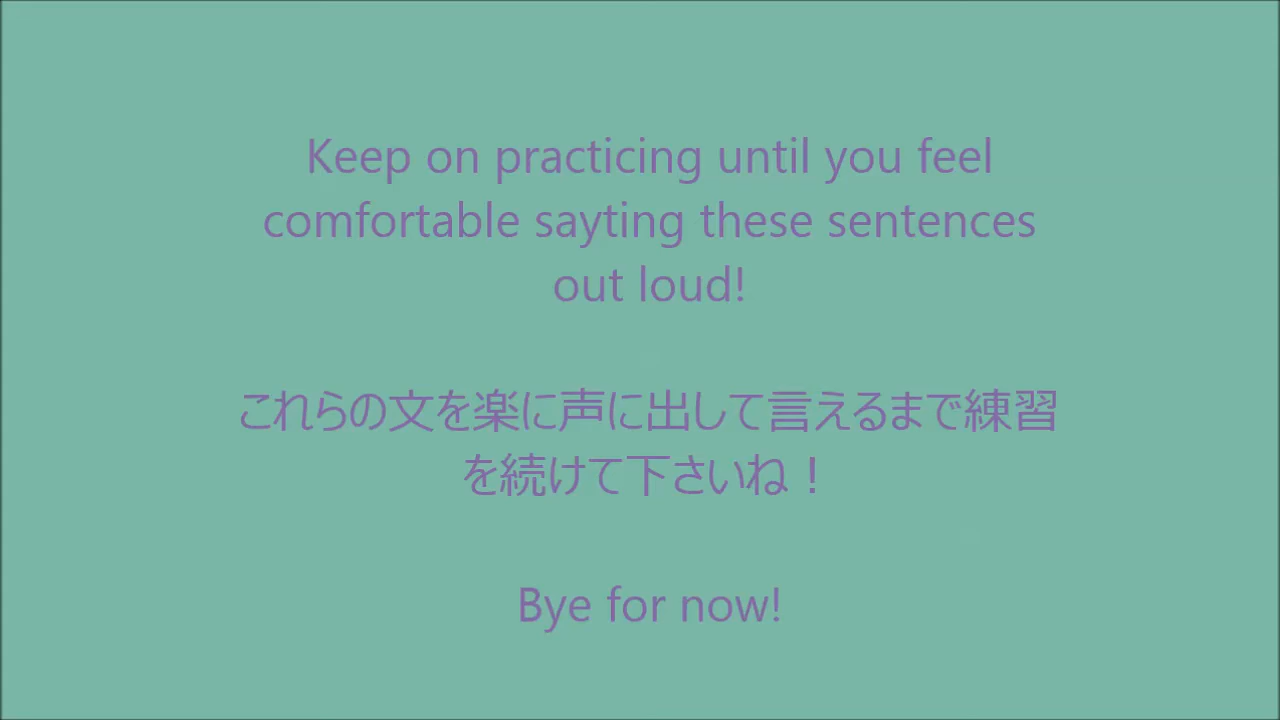 Keep on practicing until you feel
comfortable sayting these sentences
out loud!
これらの文を楽に声に出して言えるまで練習
を続けて下さいね！
Bye for now!